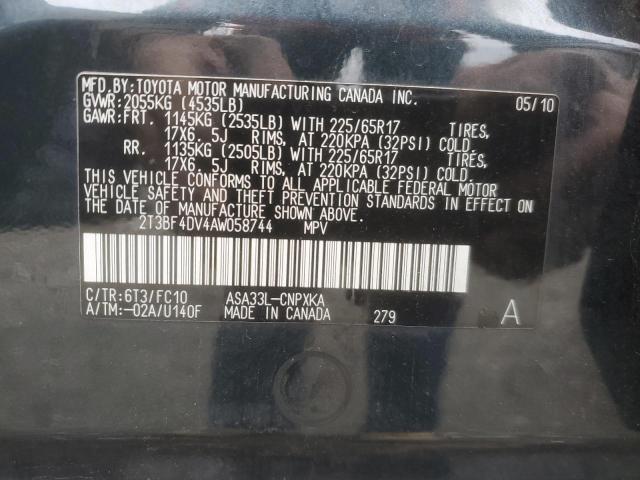 MFD.BY:TOYOTA MOTOR MANUFACTURING CANADA INC. 05/10
GVWR:2055KG (4535LB)
GAWR:FRT. 1145KG (2535LB) WITH 225/65R17 TIRES,
17X6. 5J RIMS, AT 220KPA (32PSI) COLD.
RR. 1135KG (2505LB) WITH 225/65R17 TIRES,
17X6. 5J RIMS, AT 220KPA (32PSI) COLD.
THIS VEHICLE CONFORMS TO ALL APPLICABLE FEDERAL MOTOR
VEHICLE SAFETY AND THEFT PREVENTION STANDARDS IN EFFECT ON
THE DATE OF MANUFACTURE SHOWN ABOVE.
2T3BF4DV4AW058744 MPV
C/TR:6T3/FC10 ASA33L-CNPXKA
A/TM:-02A/U140F MADE IN CANADA 279 A